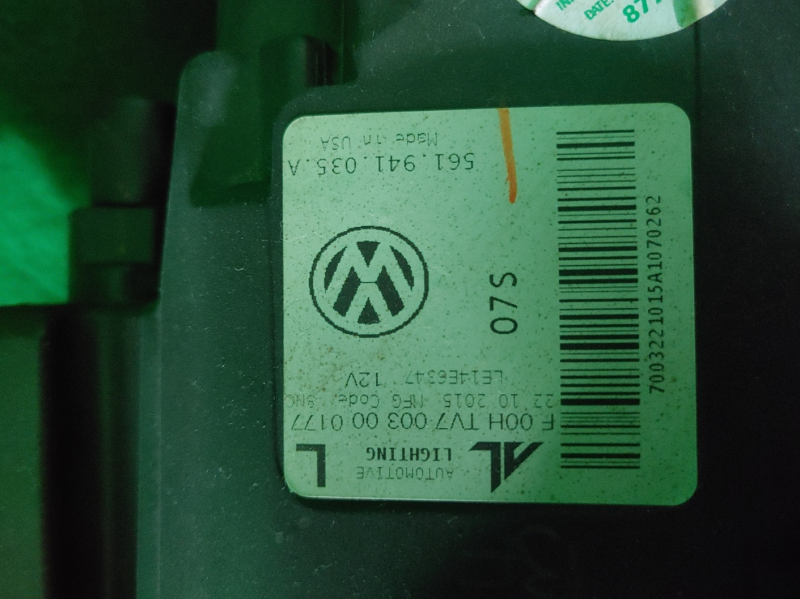 AUTOMOTIVE
LIGHTING
L
F 00H TV7 003 00 0177
22 10 2015 MFG Code.
LE14E6347 12V
07S
561.941.035.A
Made in USA
7003221015A1070262
DATE: